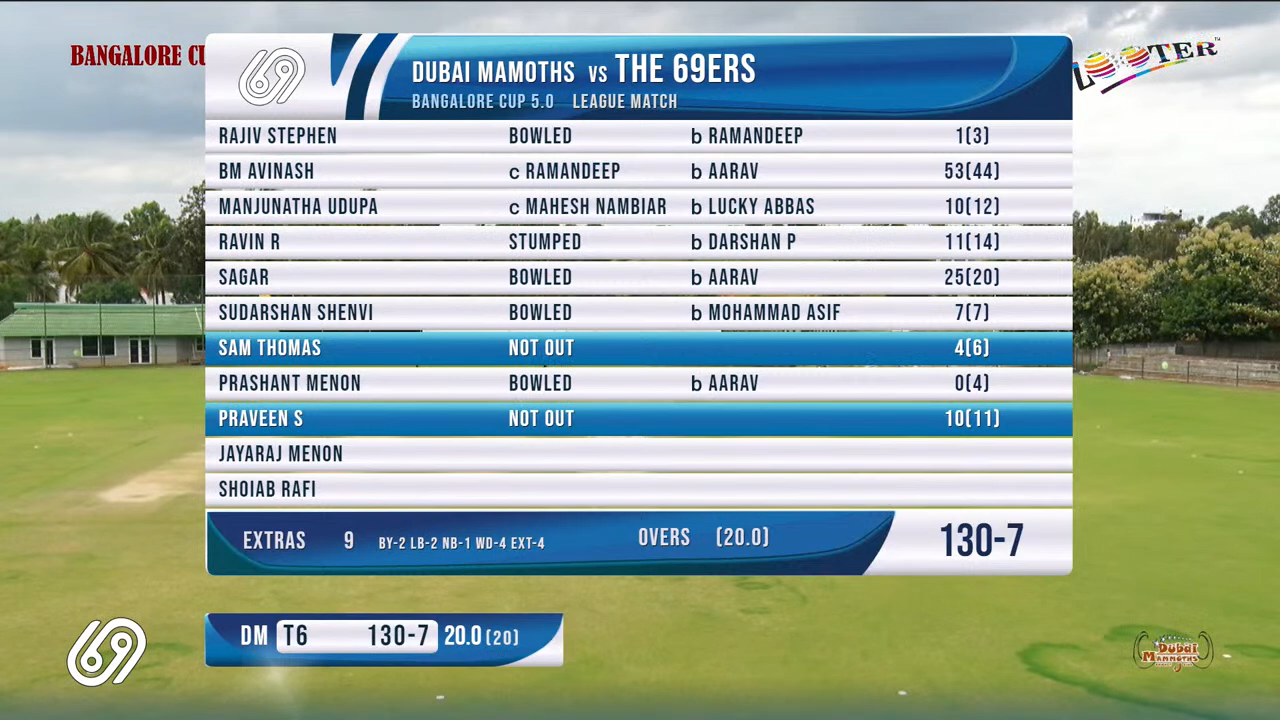 BANGALORE CU
69
DUBAI MAMOTHS vs THE 69ERS
LOOTER™
BANGALORE CUP 5.0 LEAGUE MATCH
RAJIV STEPHEN BOWLED b RAMANDEEP 1(3)
BM AVINASH c RAMANDEEP b AARAV 53(44)
MANJUNATHA UDUPA c MAHESH NAMBIAR b LUCKY ABBAS 10(12)
RAVIN R STUMPED b DARSHAN P 11(14)
SAGAR BOWLED b AARAV 25(20)
SUDARSHAN SHENVI BOWLED b MOHAMMAD ASIF 7(7)
SAM THOMAS NOT OUT 4(6)
PRASHANT MENON BOWLED b AARAV 0(4)
PRAVEEN S NOT OUT 10(11)
JAYARAJ MENON
SHOIAB RAFI
EXTRAS 9 BY-2 LB-2 NB-1 WD-4 EXT-4 OVERS (20.0) 130-7
DM T6 130-7 20.0 (20)
69
Dubai
Mammoths